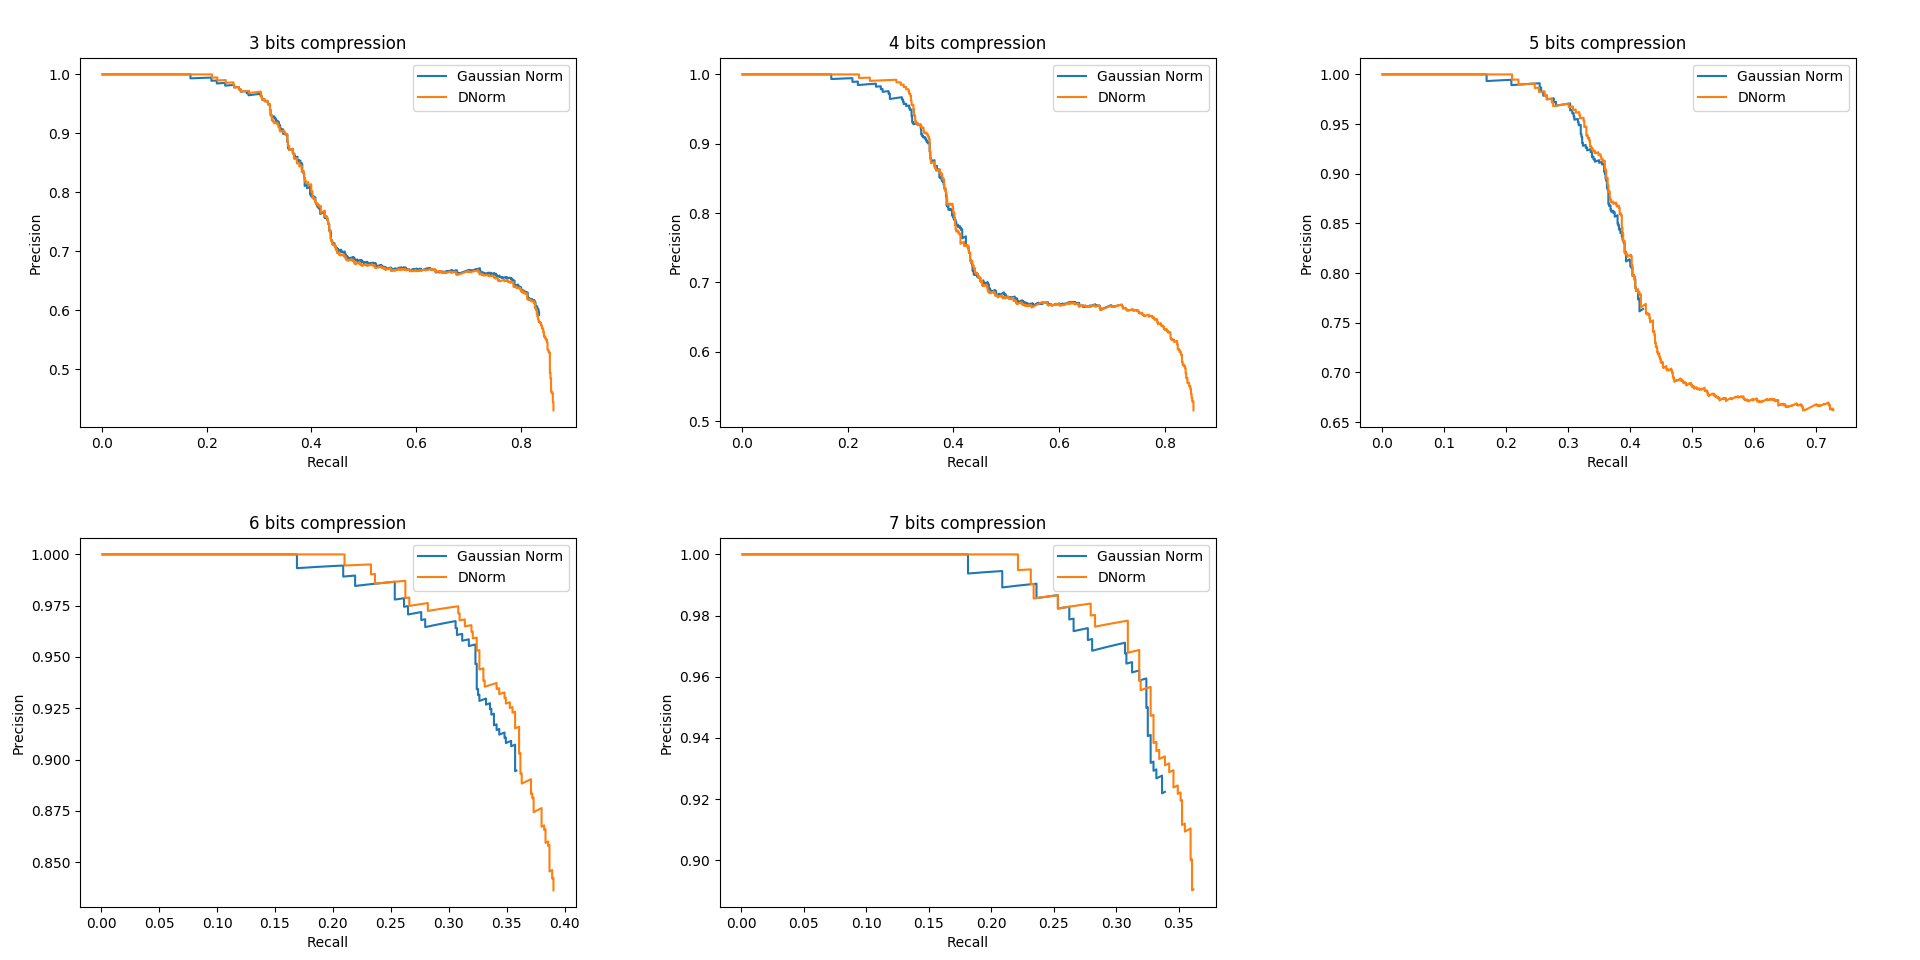 3 bits compression
1.0
0.9
0.8
0.7
0.6
0.5
Precision
Gaussian Norm
DNorm
0.0 0.2 0.4 0.6 0.8
Recall
4 bits compression
1.0
0.9
0.8
0.7
0.6
0.5
Precision
Gaussian Norm
DNorm
0.0 0.2 0.4 0.6 0.8
Recall
5 bits compression
1.00
0.95
0.90
0.85
0.80
0.75
0.70
0.65
Precision
Gaussian Norm
DNorm
0.0 0.1 0.2 0.3 0.4 0.5 0.6 0.7
Recall
6 bits compression
1.000
0.975
0.950
0.925
0.900
0.875
0.850
Precision
Gaussian Norm
DNorm
0.00 0.05 0.10 0.15 0.20 0.25 0.30 0.35 0.40
Recall
7 bits compression
1.00
0.98
0.96
0.94
0.92
0.90
Precision
Gaussian Norm
DNorm
0.00 0.05 0.10 0.15 0.20 0.25 0.30 0.35
Recall